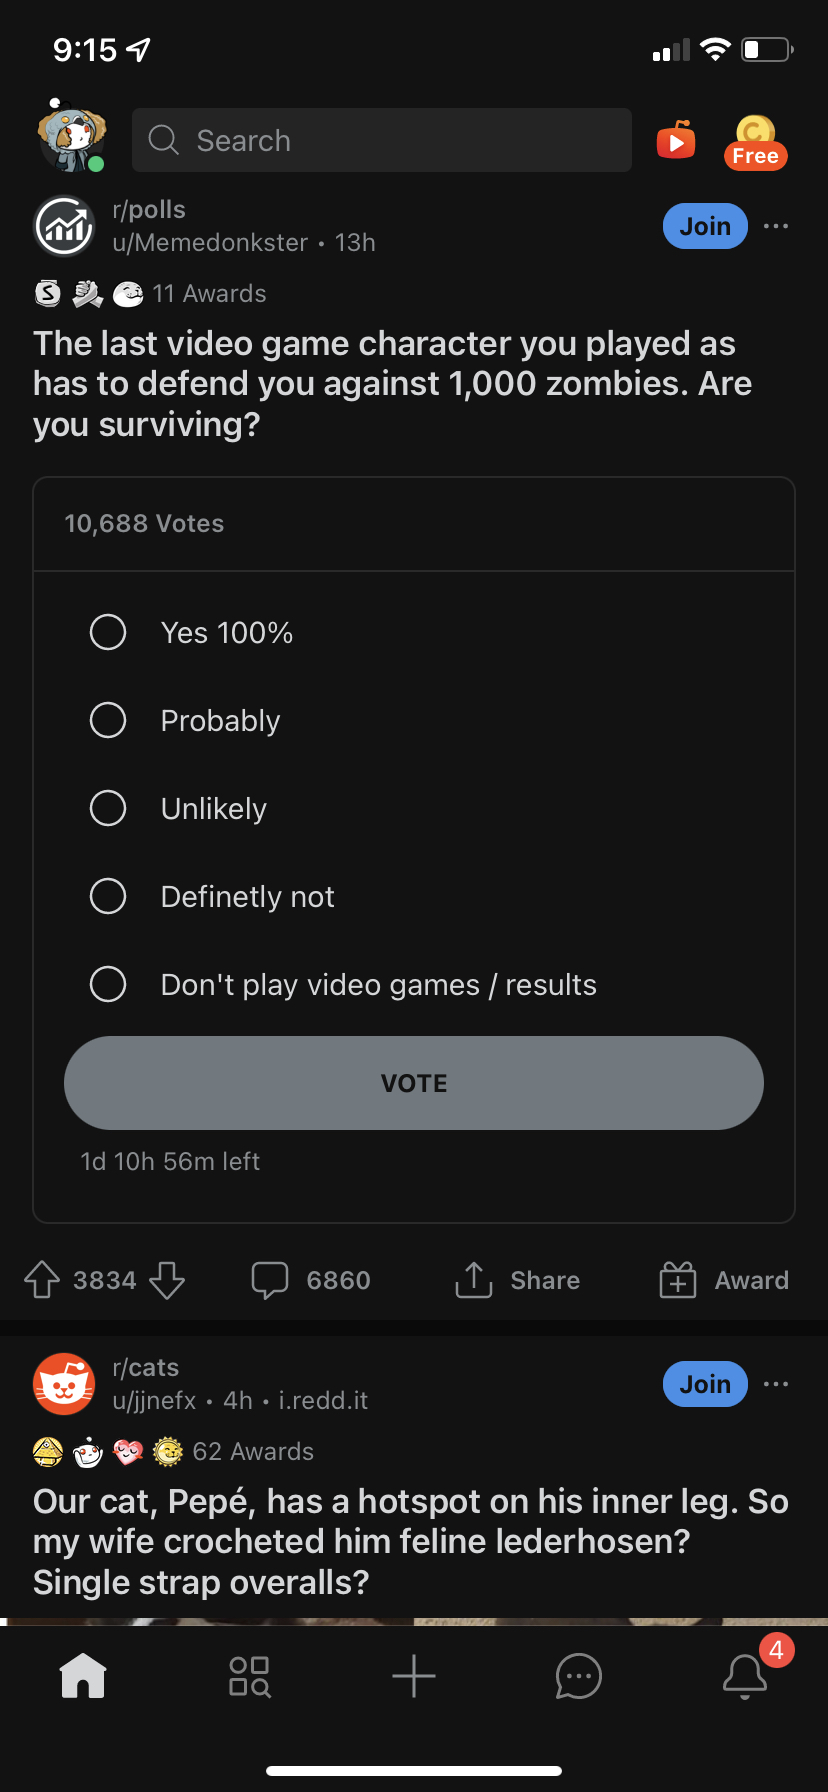 9:15
Search
Free
r/polls
u/Memedonkster • 13h
Join
11 Awards
The last video game character you played as
has to defend you against 1,000 zombies. Are
you surviving?
10,688 Votes
Yes 100%
Probably
Unlikely
Definetly not
Don't play video games / results
VOTE
1d 10h 56m left
3834
6860
Share
Award
r/cats
u/jjnefx • 4h • i.redd.it
Join
62 Awards
Our cat, Pepé, has a hotspot on his inner leg. So
my wife crocheted him feline lederhosen?
Single strap overalls?
4